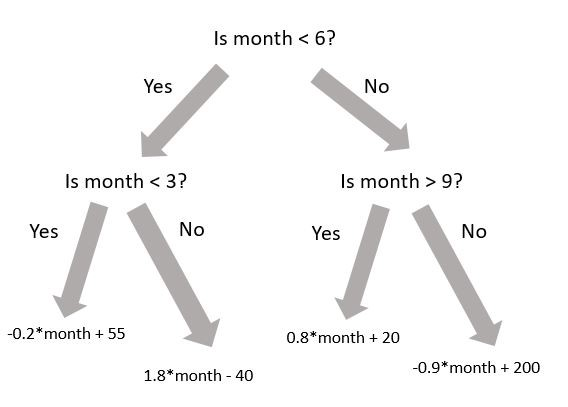 Is month < 6?
Yes
No
Is month < 3?
Is month > 9?
Yes
No
Yes
No
-0.2*month + 55
0.8*month + 20
1.8*month - 40
-0.9*month + 200